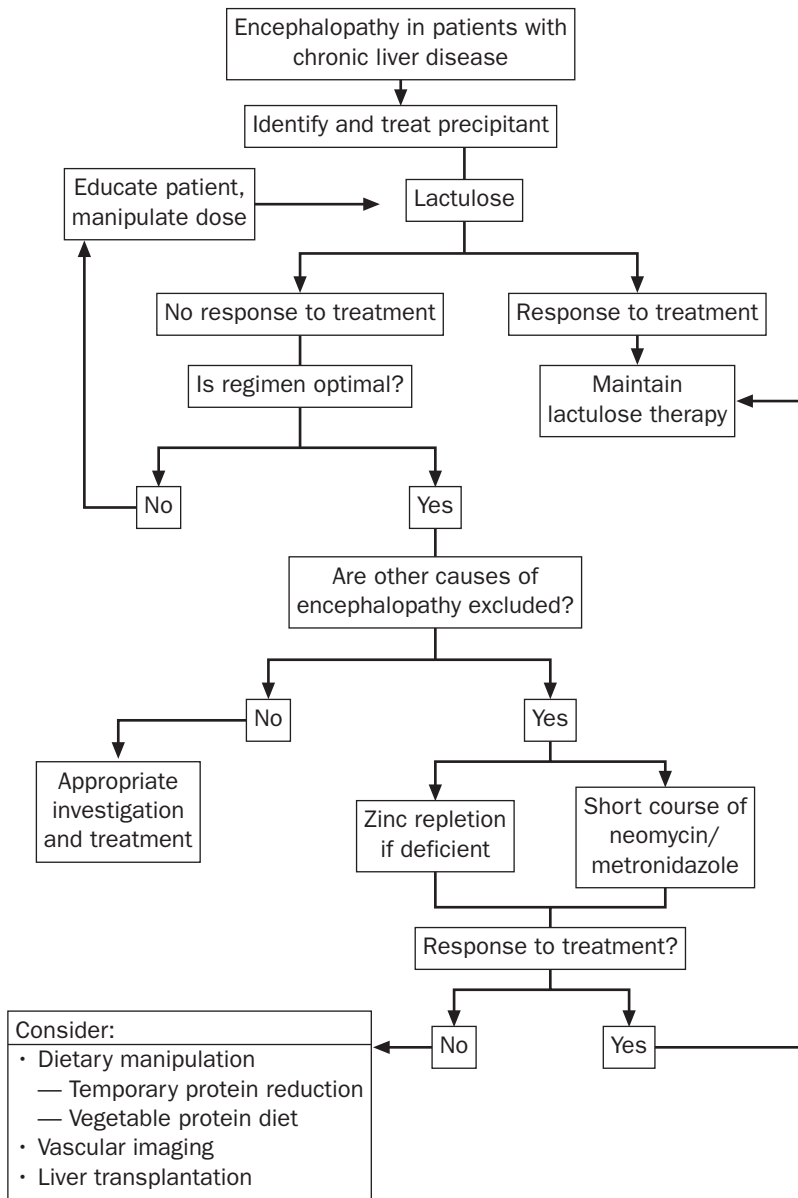 Encephalopathy in patients with
chronic liver disease
Identify and treat precipitant
Educate patient,
manipulate dose
Lactulose
No response to treatment
Response to treatment
Is regimen optimal?
Maintain
lactulose therapy
No
Yes
Are other causes of
encephalopathy excluded?
No
Yes
Appropriate
investigation
and treatment
Zinc repletion
if deficient
Short course of
neomycin/
metronidazole
Response to treatment?
No
Yes
Consider:
· Dietary manipulation
— Temporary protein reduction
— Vegetable protein diet
· Vascular imaging
· Liver transplantation